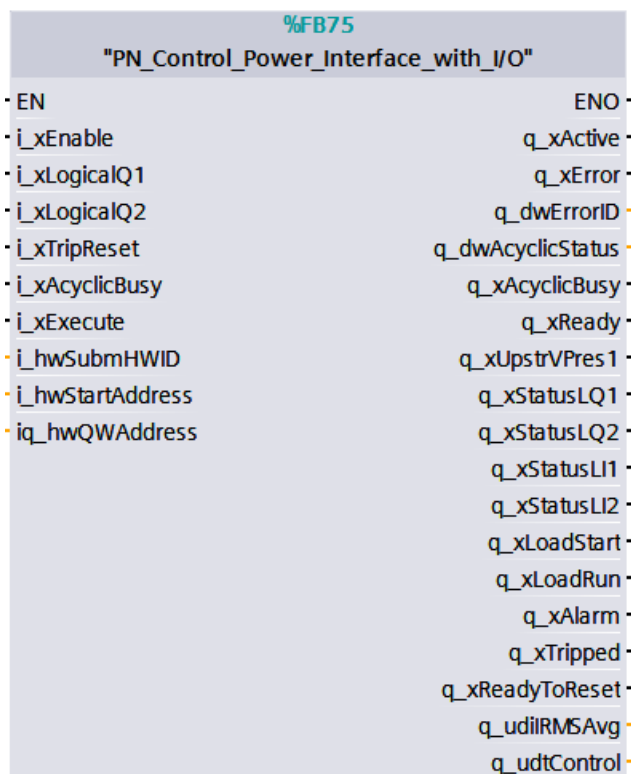 %FB75
"PN_Control_Power_Interface_with_I/O"
EN ENO
i_xEnable q_xActive
i_xLogicalQ1 q_xError
i_xLogicalQ2 q_dwErrorID
i_xTripReset q_dwAcyclicStatus
i_xAcyclicBusy q_xAcyclicBusy
i_xExecute q_xReady
i_hwSubmHWID q_xUpstrVPres1
i_hwStartAddress q_xStatusLQ1
iq_hwQWAddress q_xStatusLQ2
q_xStatusLI1
q_xStatusLI2
q_xLoadStart
q_xLoadRun
q_xAlarm
q_xTripped
q_xReadyToReset
q_udiIRMSAvg
q_udtControl